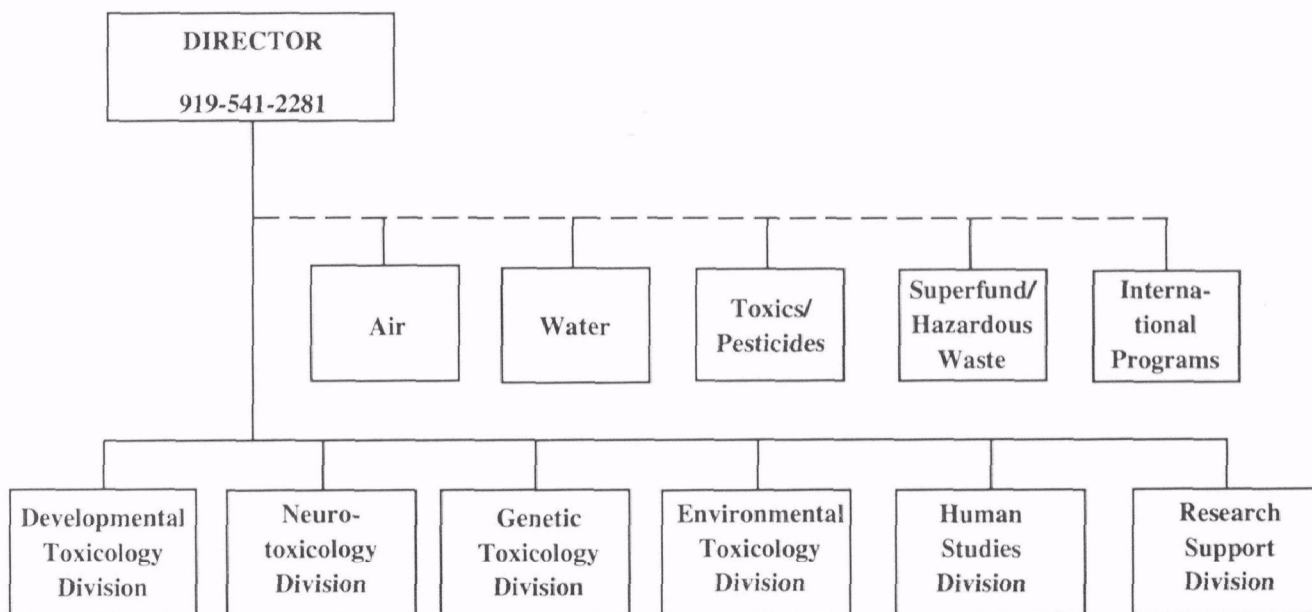 DIRECTOR
919-541-2281
Air
Water
Toxics/
Pesticides
Superfund/
Hazardous
Waste
Interna-
tional
Programs
Developmental
Toxicology
Division
Neuro-
toxicology
Division
Genetic
Toxicology
Division
Environmental
Toxicology
Division
Human
Studies
Division
Research
Support
Division